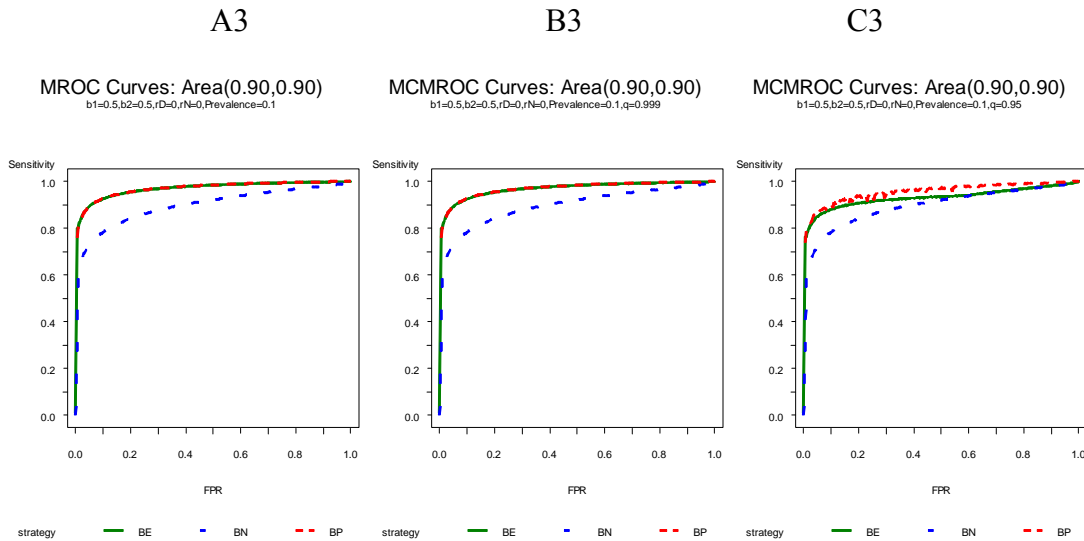 A3 B3 C3
MROC Curves: Area(0.90,0.90) MCMROC Curves: Area(0.90,0.90) MCMROC Curves: Area(0.90,0.90)
b1=0.5,b2=0.5,rD=0,rN=0,Prevalence=0.1 b1=0.5,b2=0.5,rD=0,rN=0,Prevalence=0.1,q=0.999 b1=0.5,b2=0.5,rD=0,rN=0,Prevalence=0.1,q=0.95
Sensitivity Sensitivity Sensitivity
1.0 1.0 1.0
0.8 0.8 0.8
0.6 0.6 0.6
0.4 0.4 0.4
0.2 0.2 0.2
0.0 0.0 0.0
0.0 0.2 0.4 0.6 0.8 1.0 0.0 0.2 0.4 0.6 0.8 1.0 0.0 0.2 0.4 0.6 0.8 1.0
FPR FPR FPR
strategy BE BN BP strategy BE BN BP strategy BE BN BP